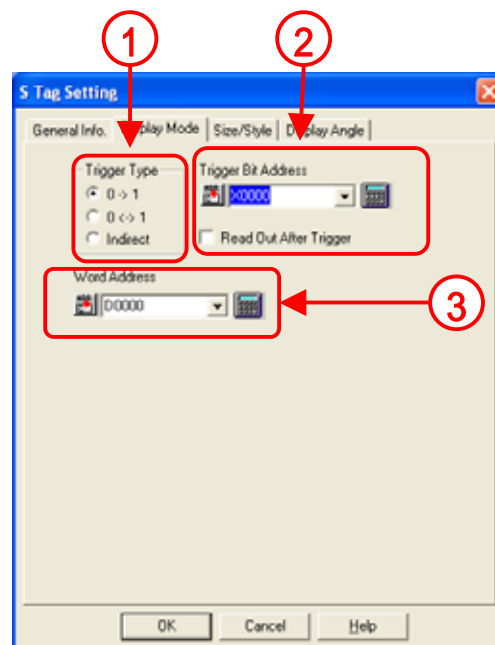 1 2
S Tag Setting
General Info. play Mode Size/Style D play Angle
Trigger Type Trigger Bit Address
0 -> 1 X0000
0 <-> 1
Indirect Read Out After Trigger
Word Address
D0000
3
OK Cancel Help